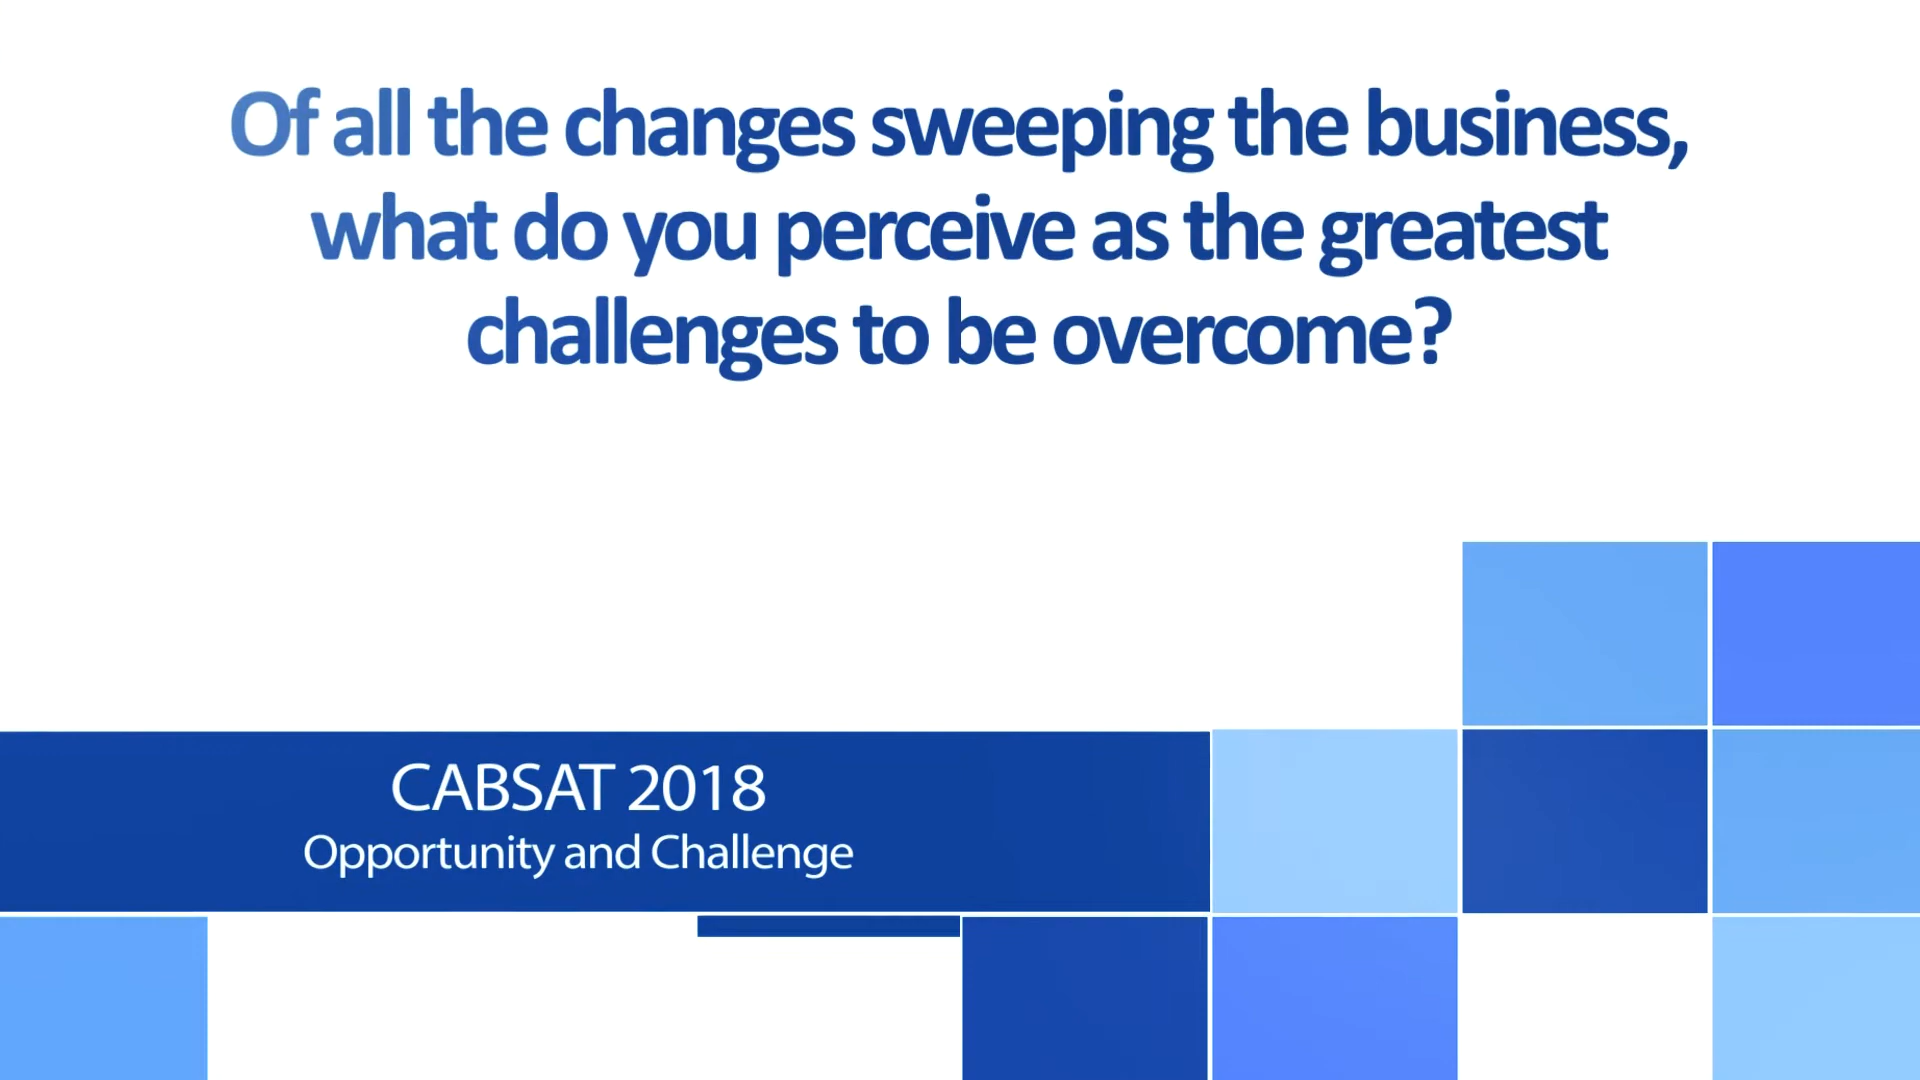 Of all the changes sweeping the business,
what do you perceive as the greatest
challenges to be overcome?
CABSAT 2018
Opportunity and Challenge